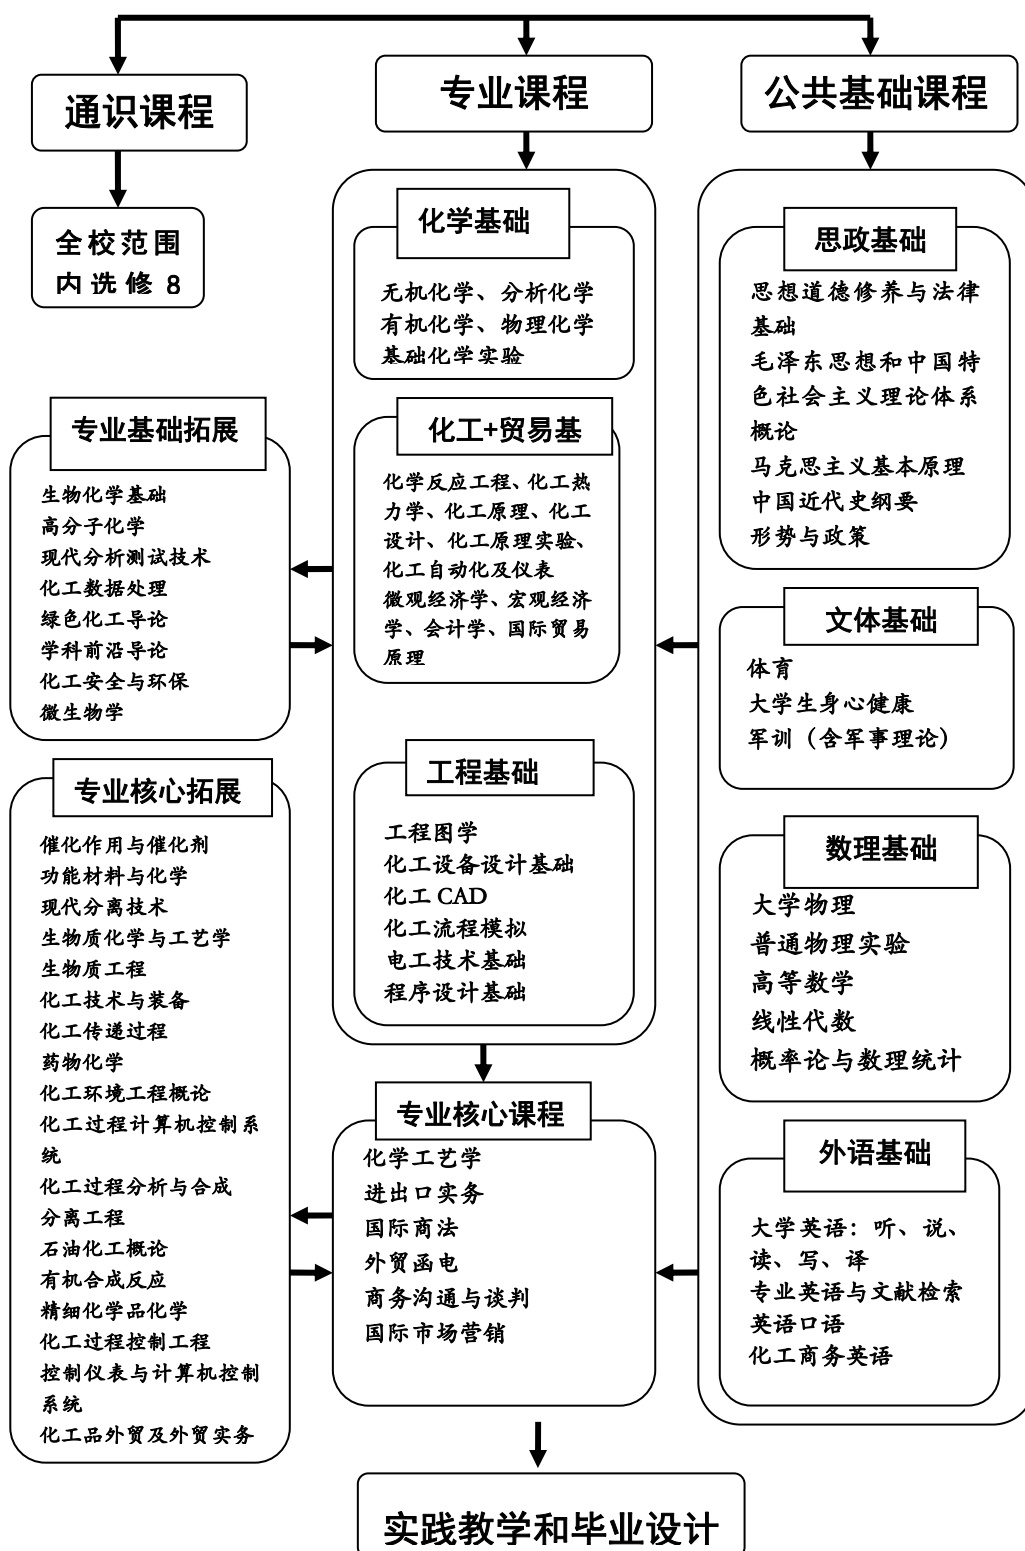 通识课程
专业课程
公共基础课程
全校范围
内选修 8
化学基础
无机化学、分析化学
有机化学、物理化学
基础化学实验
化工+贸易基
化学反应工程、化工热
力学、化工原理、化工
设计、化工原理实验、
化工自动化及仪表
微观经济学、宏观经济
学、会计学、国际贸易
原理
工程基础
工程图学
化工设备设计基础
化工 CAD
化工流程模拟
电工技术基础
程序设计基础
专业基础拓展
生物化学基础
高分子化学
现代分析测试技术
化工数据处理
绿色化工导论
学科前沿导论
化工安全与环保
微生物学
专业核心拓展
催化作用与催化剂
功能材料与化学
现代分离技术
生物质化学与工艺学
生物质工程
化工技术与装备
化工传递过程
药物化学
化工环境工程概论
化工过程计算机控制系
统
化工过程分析与合成
分离工程
石油化工概论
有机合成反应
精细化学品化学
化工过程控制工程
控制仪表与计算机控制
系统
化工品外贸及外贸实务
专业核心课程
化学工艺学
进出口实务
国际商法
外贸函电
商务沟通与谈判
国际市场营销
思政基础
思想道德修养与法律
基础
毛泽东思想和中国特
色社会主义理论体系
概论
马克思主义基本原理
中国近代史纲要
形势与政策
文体基础
体育
大学生身心健康
军训（含军事理论）
数理基础
大学物理
普通物理实验
高等数学
线性代数
概率论与数理统计
外语基础
大学英语：听、说、
读、写、译
专业英语与文献检索
英语口语
化工商务英语
实践教学和毕业设计